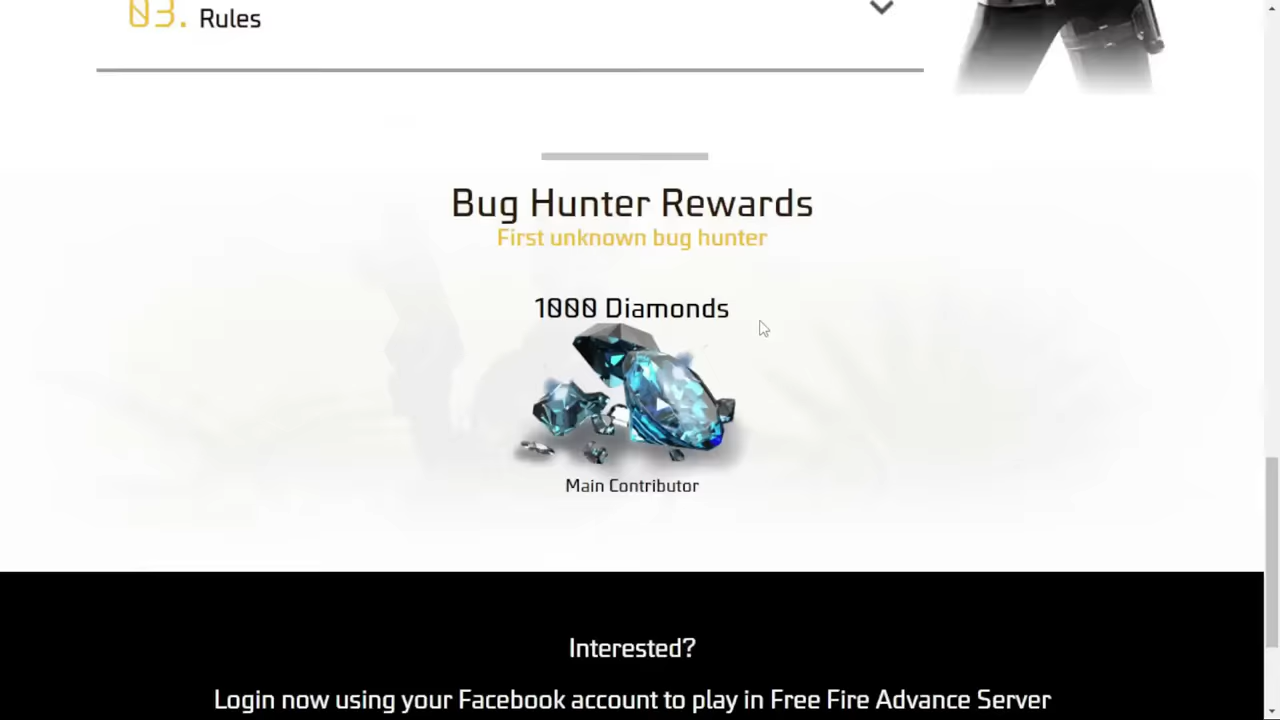 03. Rules
Bug Hunter Rewards
First unknown bug hunter
1000 Diamonds
Main Contributor
Interested?
Login now using your Facebook account to play in Free Fire Advance Server